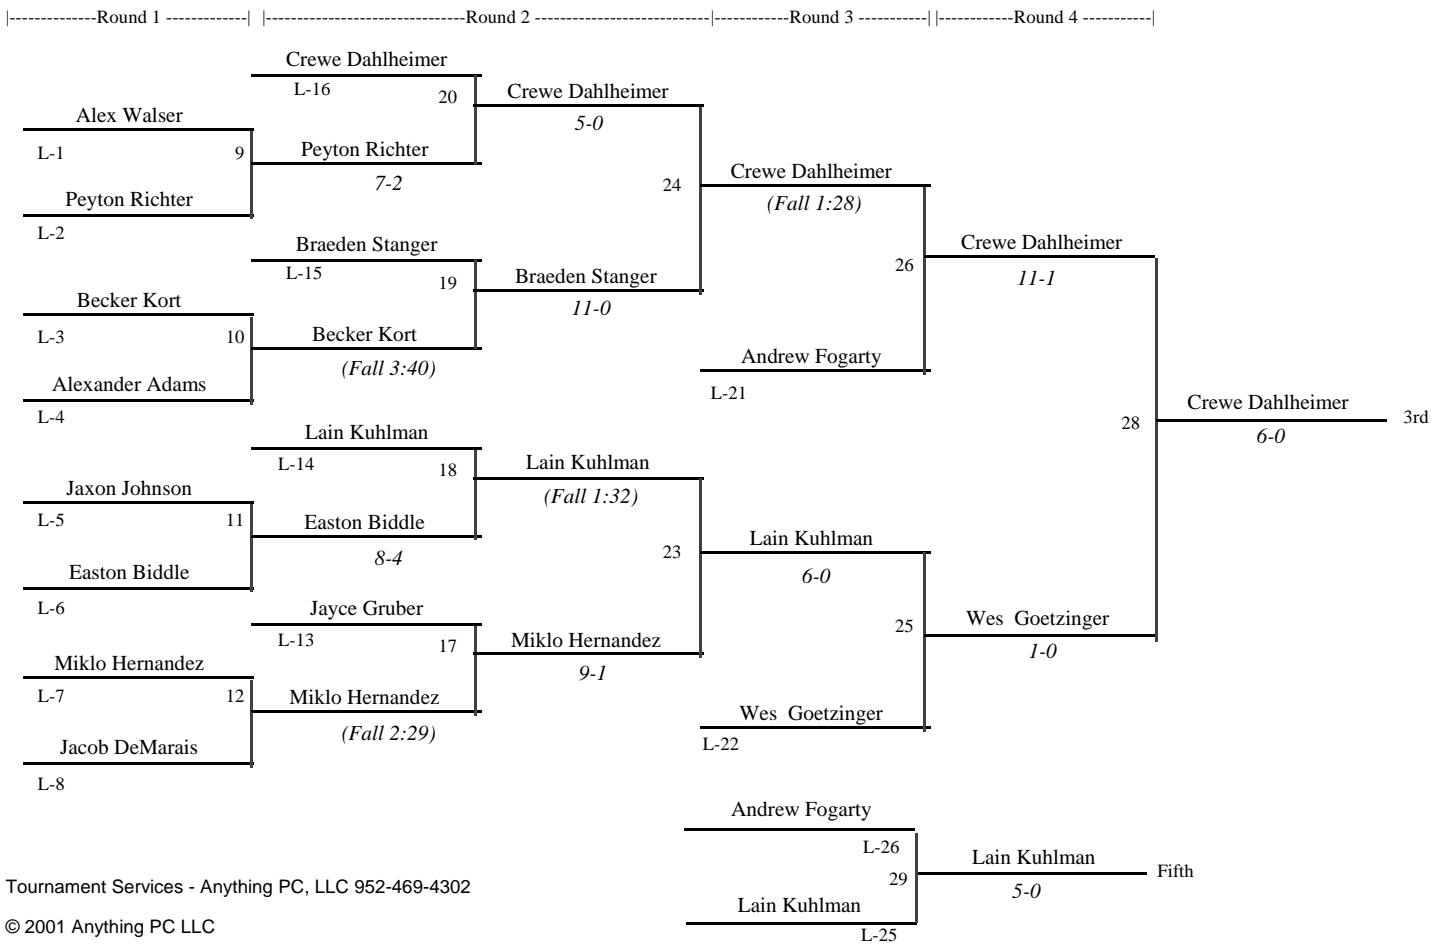 |-------------Round 1 -------------| |-------------------------------Round 2 ---------------------------|------------Round 3 -----------| |------------Round 4 -----------|
Crewe Dahlheimer
L-16
20
Crewe Dahlheimer
5-0
Alex Walser
L-1
9
Peyton Richter
7-2
Peyton Richter
L-2
24
Crewe Dahlheimer
(Fall 1:28)
Braeden Stanger
L-15
19
Braeden Stanger
11-0
Becker Kort
L-3
10
Becker Kort
(Fall 3:40)
Alexander Adams
L-4
26
Crewe Dahlheimer
11-1
Andrew Fogarty
L-21
28
Crewe Dahlheimer
3rd
6-0
Lain Kuhlman
L-14
18
Lain Kuhlman
(Fall 1:32)
Jaxon Johnson
L-5
11
Easton Biddle
8-4
Easton Biddle
L-6
23
Lain Kuhlman
6-0
Jayce Gruber
L-13
17
Miklo Hernandez
9-1
Miklo Hernandez
L-7
12
Miklo Hernandez
(Fall 2:29)
Jacob DeMarais
L-8
25
Wes  Goetzinger
1-0
Wes  Goetzinger
L-22
Andrew Fogarty
L-26
29
Lain Kuhlman
Fifth
5-0
Lain Kuhlman
L-25
Tournament Services - Anything PC, LLC 952-469-4302
© 2001 Anything PC LLC